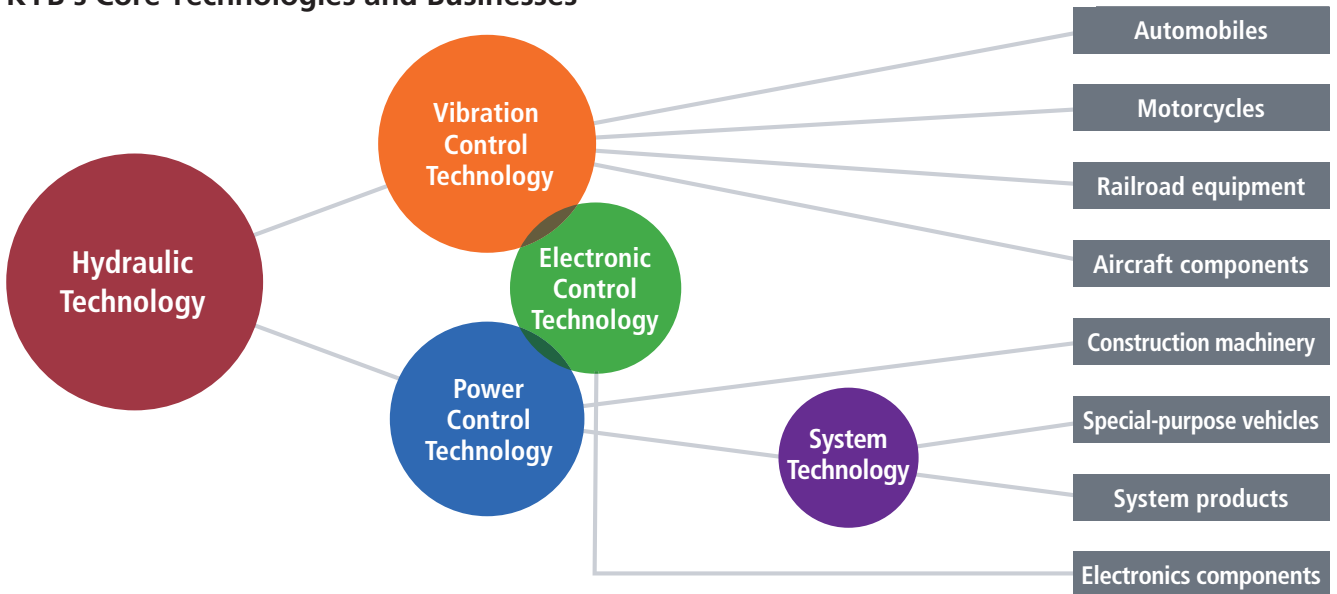 KYB's Core Technologies and Businesses
Hydraulic
Technology
Vibration
Control
Technology
Electronic
Control
Technology
Power
Control
Technology
System
Technology
Automobiles
Motorcycles
Railroad equipment
Aircraft components
Construction machinery
Special-purpose vehicles
System products
Electronics components